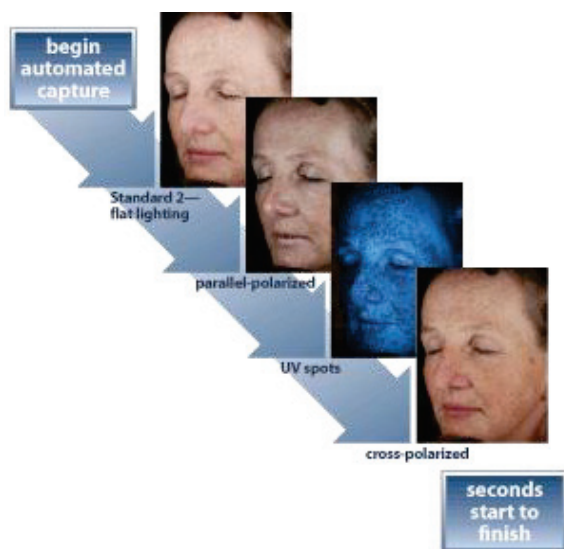 begin
automated
capture
Standard 2—
flat lighting
parallel-polarized
UV spots
cross-polarized
seconds
start to
finish